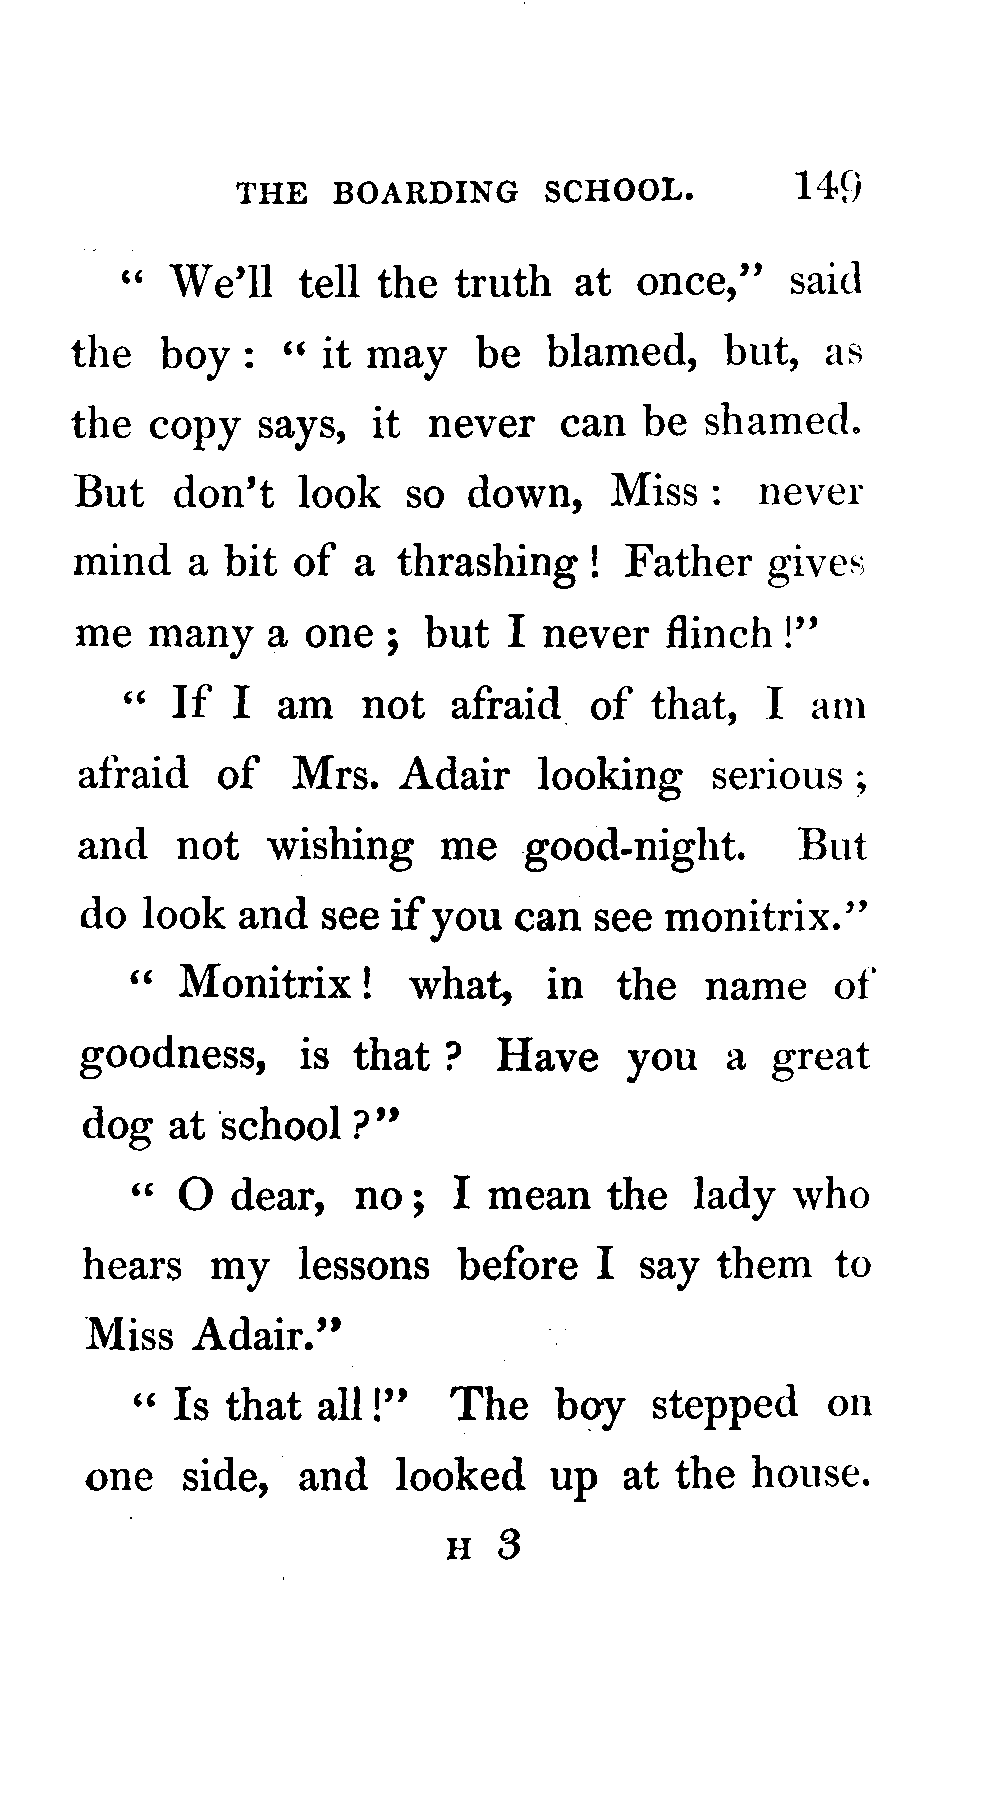 THE BOARDING SCHOOL. 149
“ We’ll tell the truth at once,” said
the boy : “ it may be blamed, but, as
the copy says, it never can be shamed.
But don’t look so down, Miss : never
mind a bit of a thrashing ! Father gives
me many a one ; but I never flinch !”
“ If I am not afraid of that, I am
afraid of Mrs. Adair looking serious ;
and not wishing me good-night. But
do look and see if you can see monitrix.”
“ Monitrix ! what, in the name of
goodness, is that ? Have you a great
dog at school ?”
“ O dear, no ; I mean the lady who
hears my lessons before I say them to
Miss Adair.”
“ Is that all !” The boy stepped on
one side, and looked up at the house.
H 3